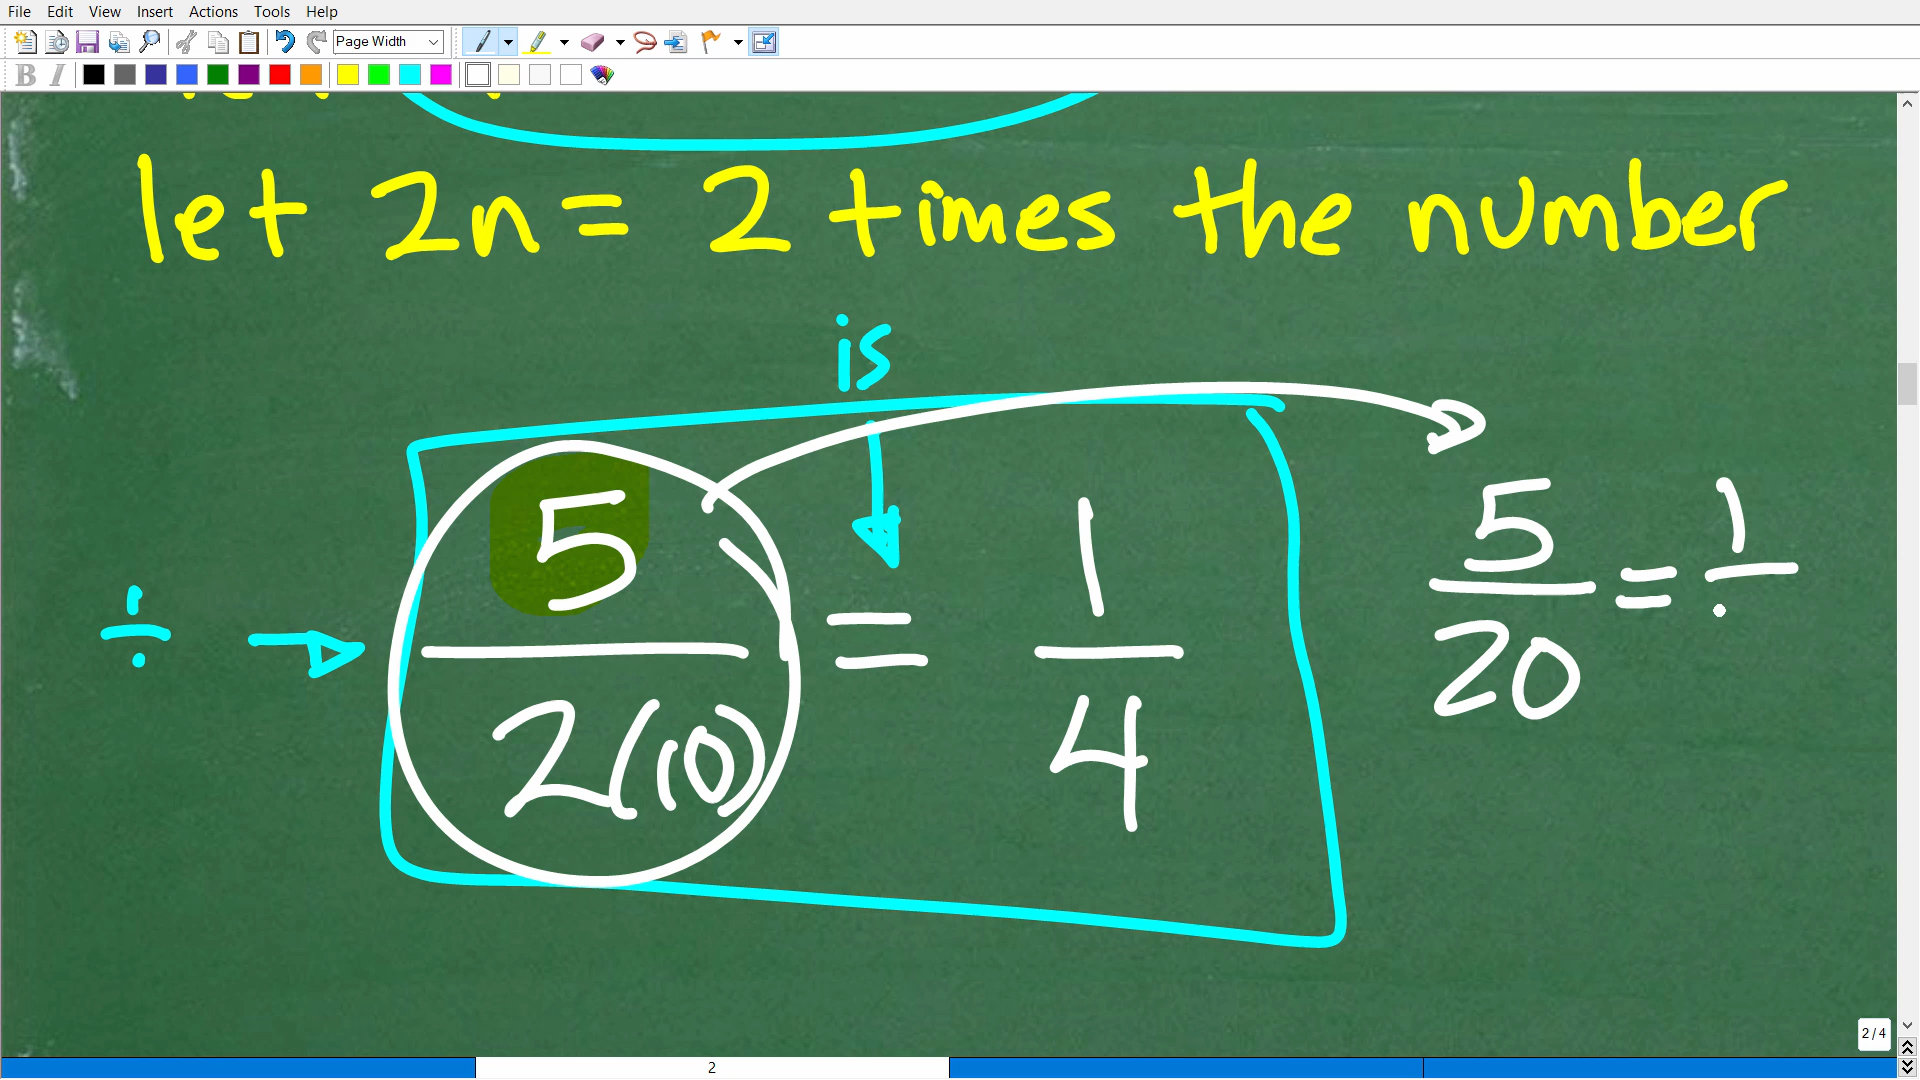 File Edit View Insert Actions Tools Help
Page Width
B I
let 2n = 2 times the number
is
÷ 5/2(10) = 1/4
5/20 = 1/
2 / 4
2